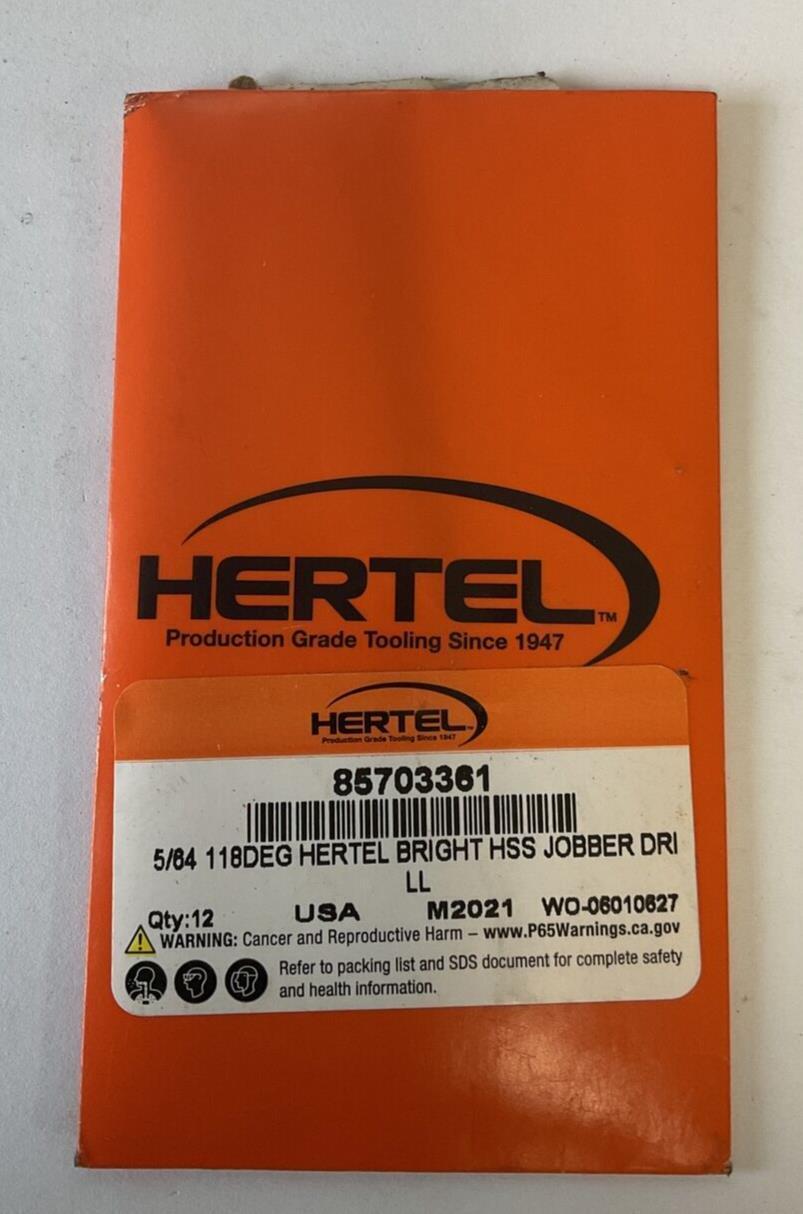 HERTEL™
Production Grade Tooling Since 1947
HERTEL™
Production Grade Tooling Since 1947
85703361
5/64 118DEG HERTEL BRIGHT HSS JOBBER DRI
LL
Qty:12 USA M2021 WO-06010627
WARNING: Cancer and Reproductive Harm – www.P65Warnings.ca.gov
Refer to packing list and SDS document for complete safety
and health information.